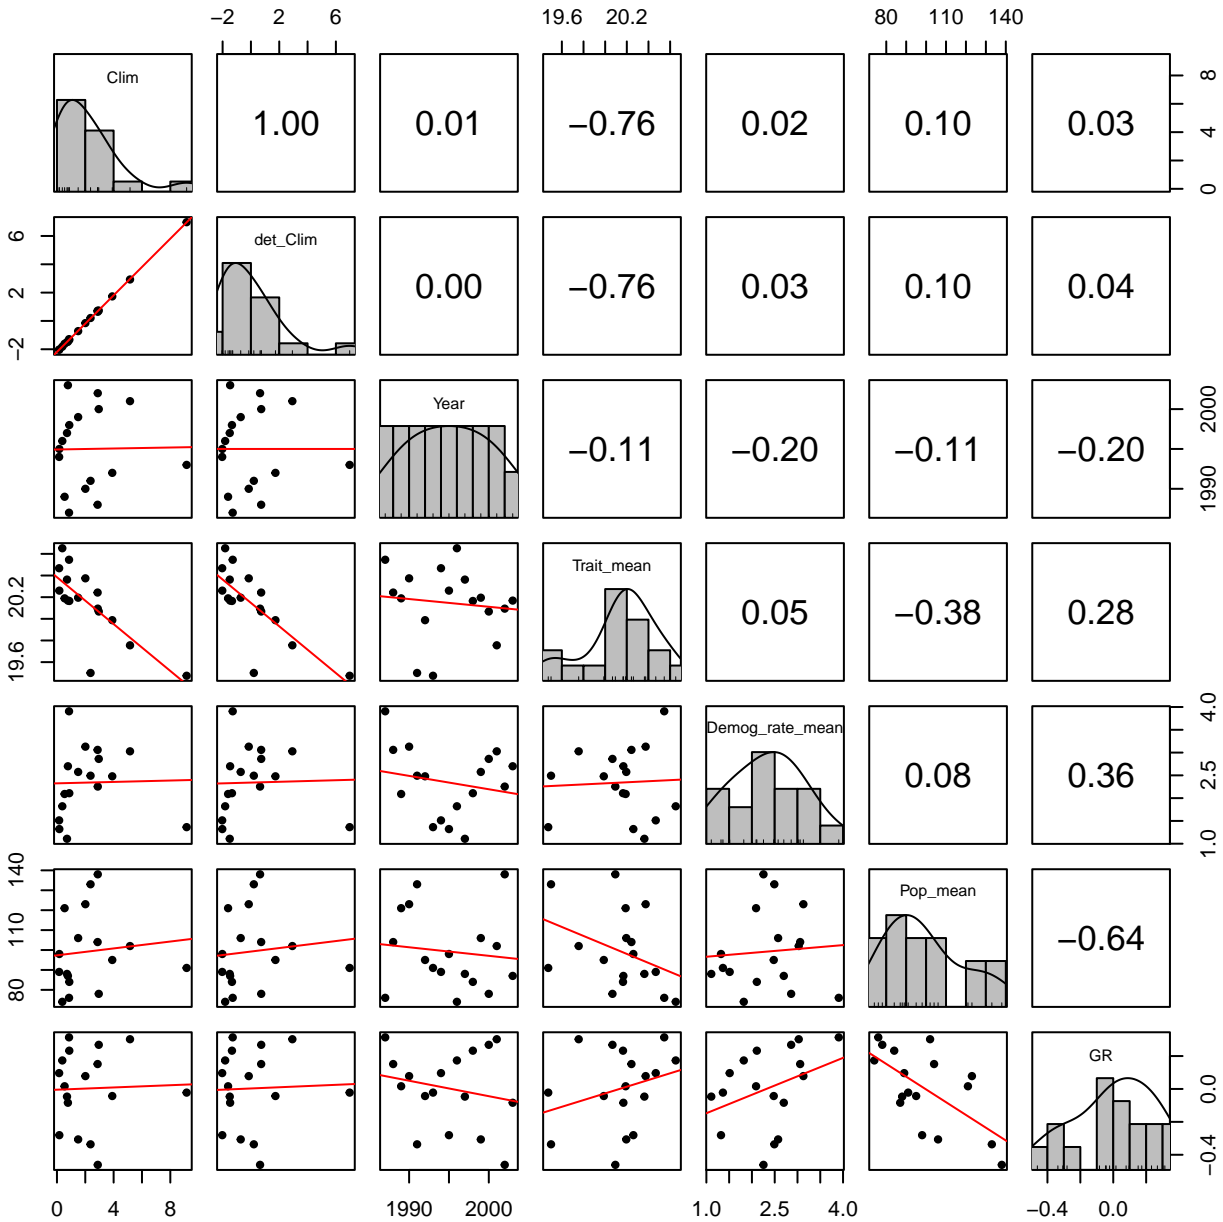 −2 6 19.6 20.2 80 110 140
Clim
1.00 0.01 −0.76 0.02 0.10 0.03
0 4 8
det_Clim
0.00 −0.76 0.03 0.10 0.04
−2 2 6
Year
−0.11 −0.20 −0.11 −0.20
1990 2000
Trait_mean
0.05 −0.38 0.28
19.6 20.2
Demog_rate_mean
0.08 0.36
1.0 2.5 4.0
Pop_mean
−0.64
80 110 140
GR
−0.4 0.0
0 4 8 1990 2000 1.0 2.5 4.0 −0.4 0.0